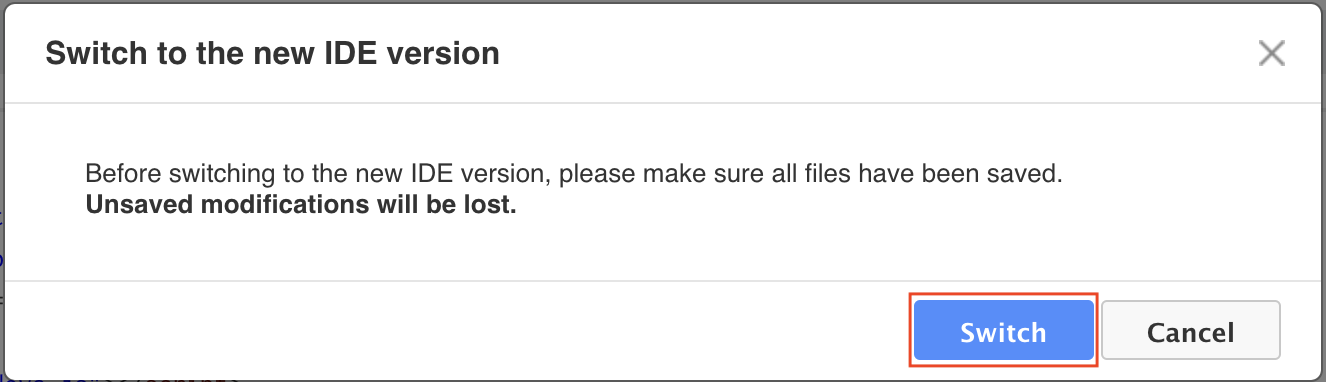 Switch to the new IDE version
Before switching to the new IDE version, please make sure all files have been saved.
Unsaved modifications will be lost.
Switch
Cancel